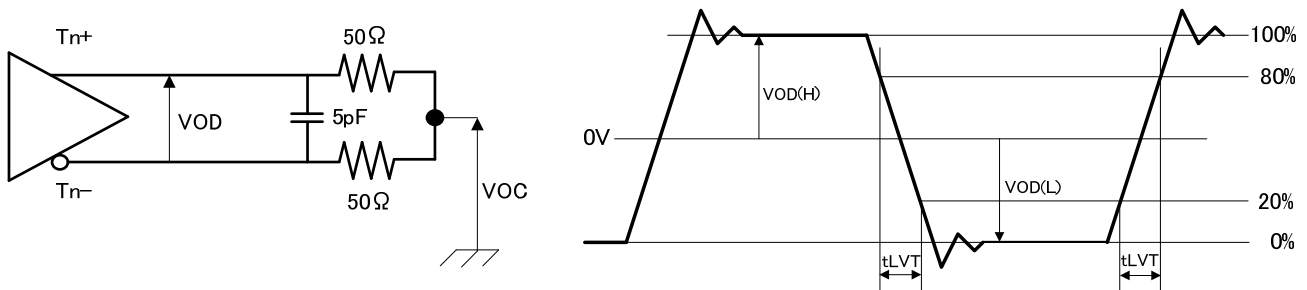 Tn+
50Ω
VOD
5pF
Tn−
50Ω
VOC
100%
80%
VOD(H)
0V
VOD(L)
20%
0%
tLVT
tLVT